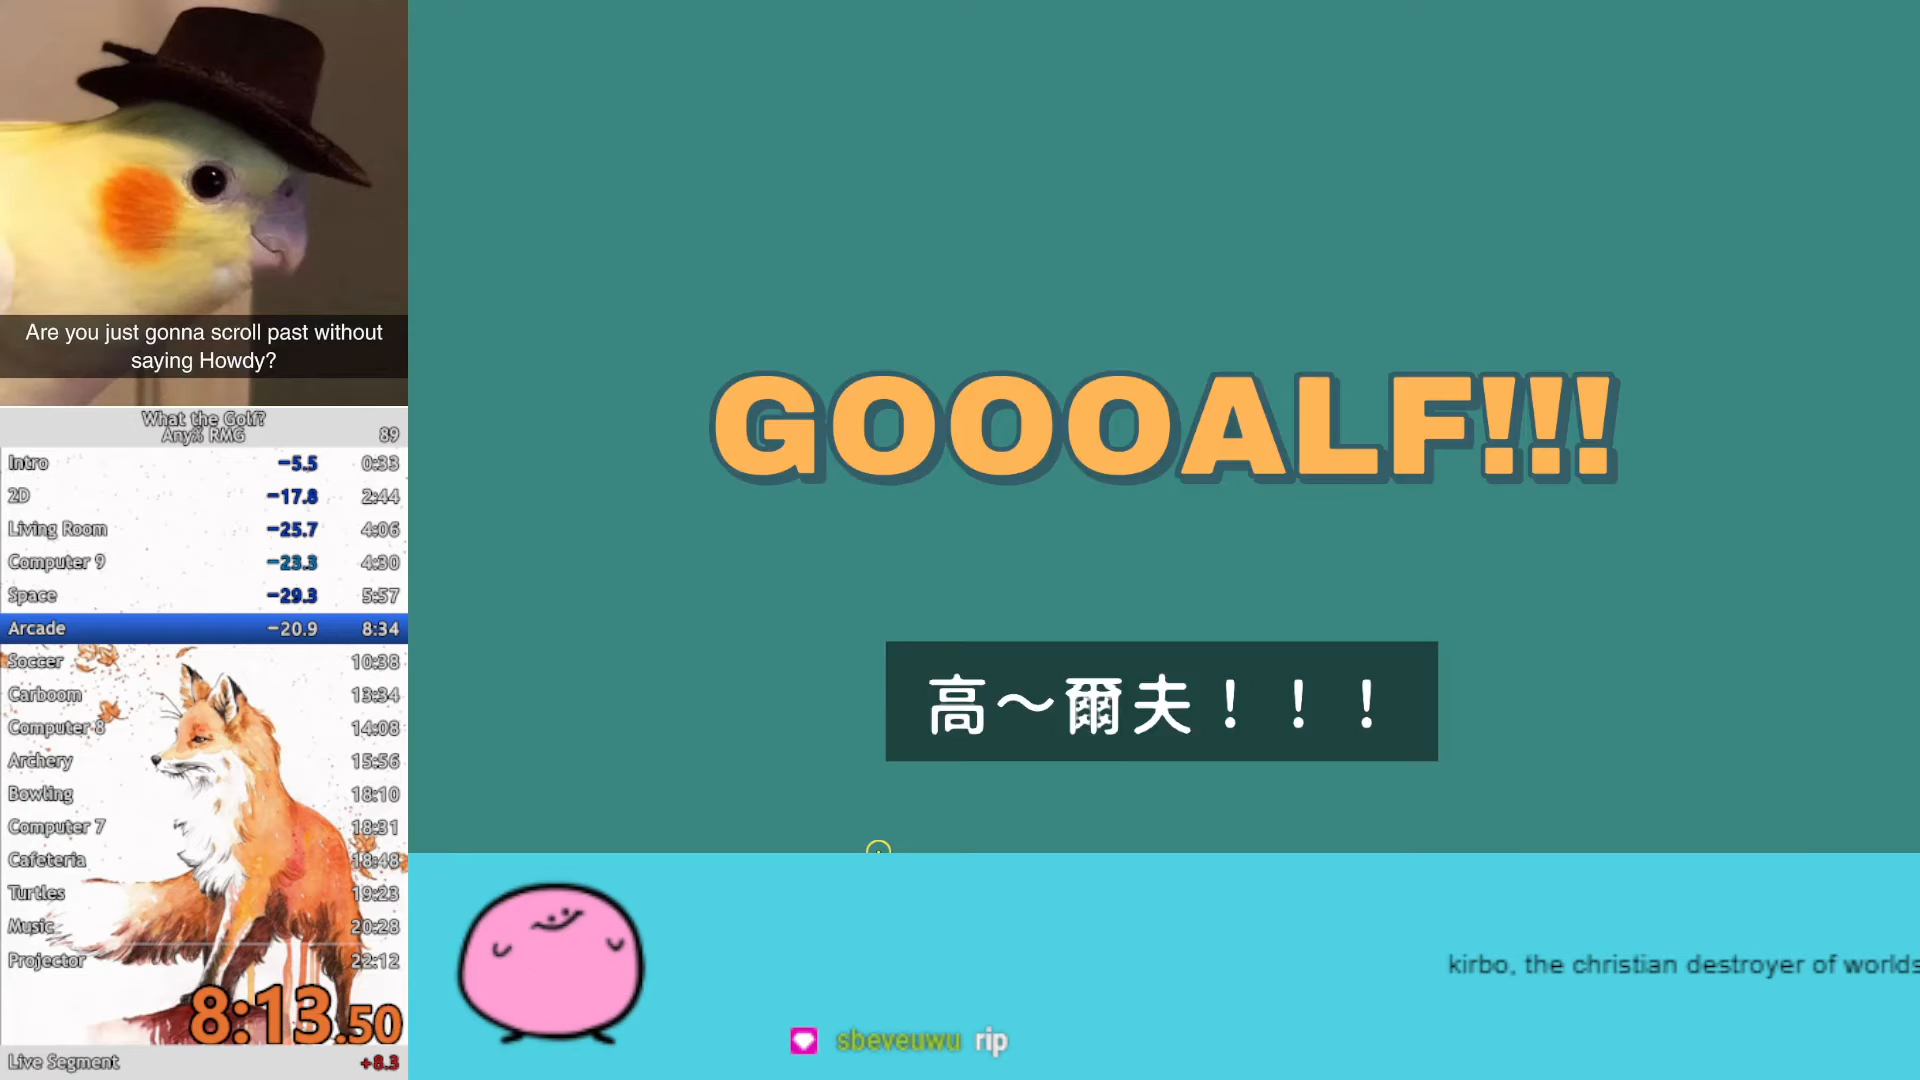 Are you just gonna scroll past without
saying Howdy?
What the Golf?
Any% RMG 89
Intro −5.5 0:33
2D −17.8 2:44
Living Room −25.7 4:06
Computer 9 −23.3 4:30
Space −29.3 5:57
Arcade −20.9 8:34
Soccer 10:38
Carboom 13:34
Computer 8 14:08
Archery 15:56
Bowling 18:10
Computer 7 18:31
Cafeteria 18:48
Turtles 19:23
Music 20:28
Projector 22:12
8:13.50
Live Segment +8.3
GOOOALF!!!
高～爾夫！！！
kirbo, the christian destroyer of worlds
sbeveuwu rip